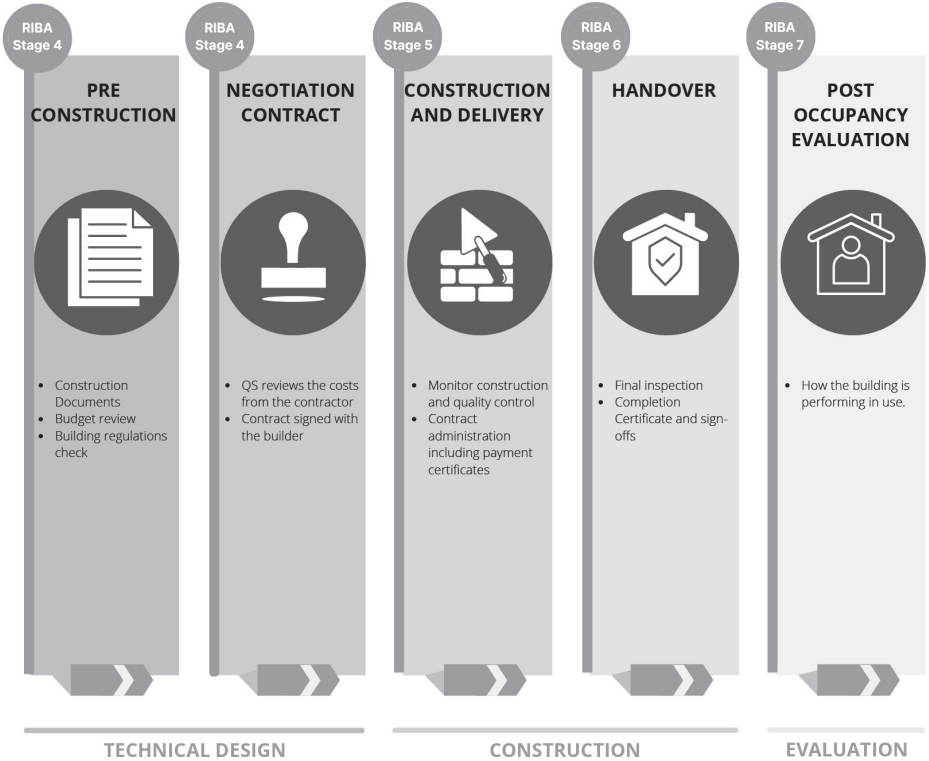 RIBA
Stage 4
PRE
CONSTRUCTION
• Construction
Documents
• Budget review
• Building regulations
check
RIBA
Stage 4
NEGOTIATION
CONTRACT
• QS reviews the costs
from the contractor
• Contract signed with
the builder
RIBA
Stage 5
CONSTRUCTION
AND DELIVERY
• Monitor construction
and quality control
• Contract
administration
including payment
certificates
RIBA
Stage 6
HANDOVER
• Final inspection
• Completion
Certificate and sign-
offs
RIBA
Stage 7
POST
OCCUPANCY
EVALUATION
• How the building is
performing in use.
TECHNICAL DESIGN
CONSTRUCTION
EVALUATION